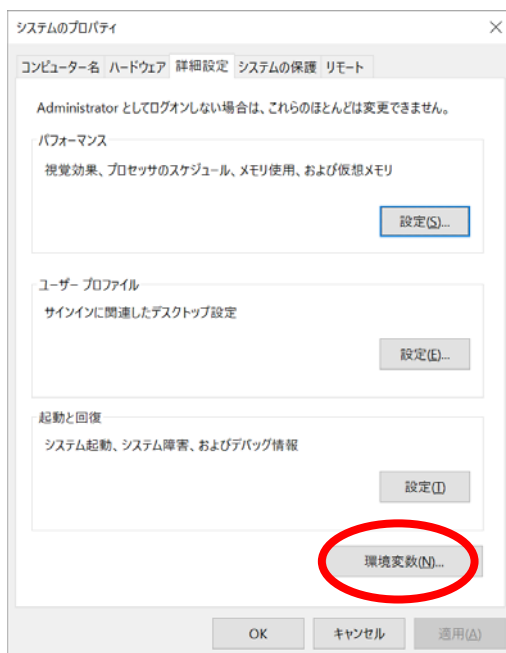 システムのプロパティ
コンピューター名 ハードウェア 詳細設定 システムの保護 リモート
Administrator としてログオンしない場合は、これらのほとんどは変更できません。
パフォーマンス
視覚効果、プロセッサのスケジュール、メモリ使用、および仮想メモリ
設定(S)...
ユーザー プロファイル
サインインに関連したデスクトップ設定
設定(E)...
起動と回復
システム起動、システム障害、およびデバッグ情報
設定(T)
環境変数(N)...
OK キャンセル 適用(A)